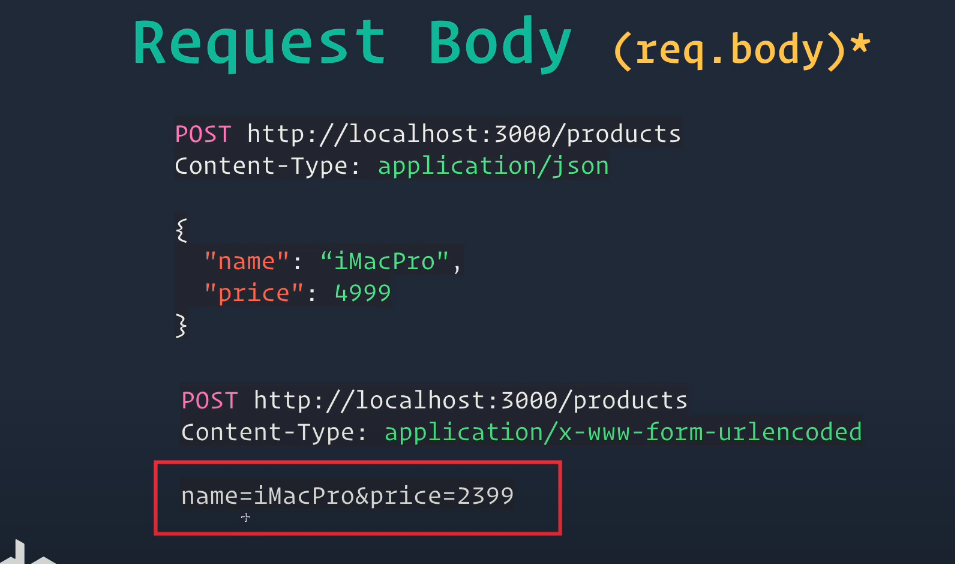 Request Body (req.body)*
POST http://localhost:3000/products
Content-Type: application/json
{
"name": “iMacPro",
"price": 4999
}
POST http://localhost:3000/products
Content-Type: application/x-www-form-urlencoded
name=iMacPro&price=2399